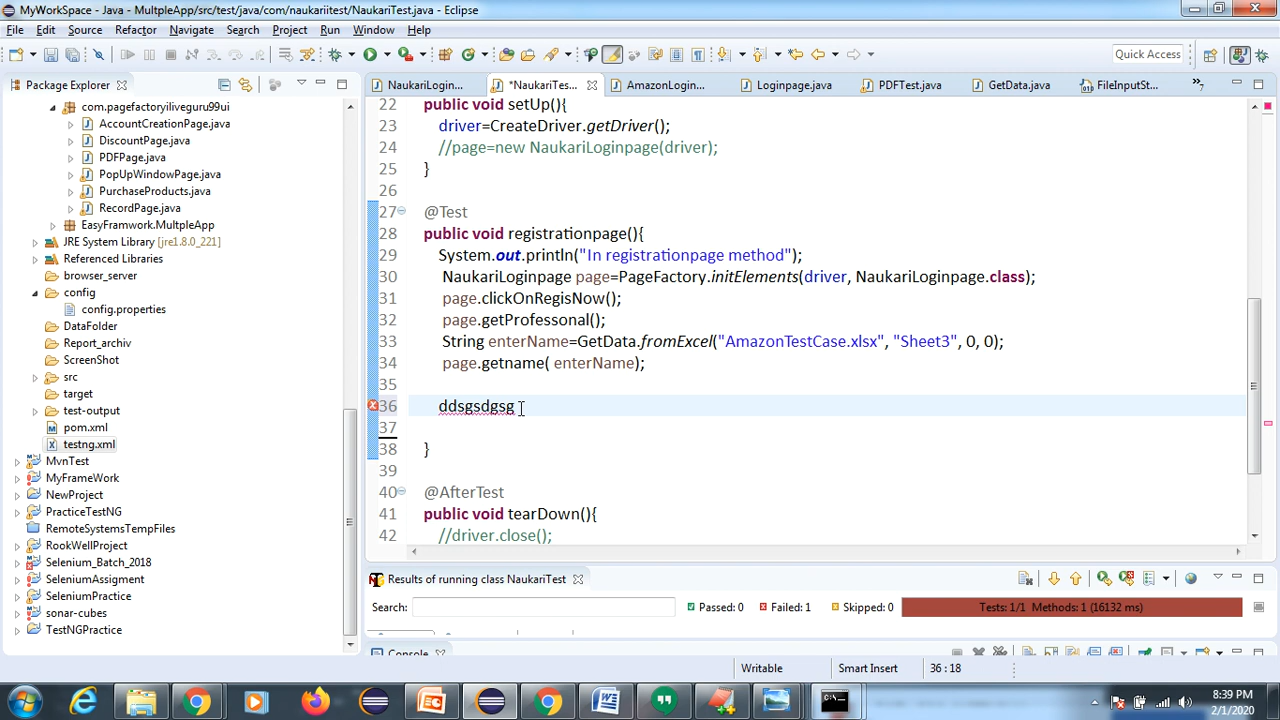 MyWorkSpace - Java - MultpleApp/src/test/java/com/naukariitest/NaukariTest.java - Eclipse
File Edit Source Refactor Navigate Search Project Run Window Help
Quick Access
Package Explorer
NaukariLogin... *NaukariTes... AmazonLogin... Loginpage.java PDFTest.java GetData.java FileInputSt... »7
com.pagefactoryiliveguru99ui
AccountCreationPage.java
DiscountPage.java
PDFPage.java
PopUpWindowPage.java
PurchaseProducts.java
RecordPage.java
EasyFramwork.MultpleApp
JRE System Library [jre1.8.0_221]
Referenced Libraries
browser_server
config
config.properties
DataFolder
Report_archiv
ScreenShot
src
target
test-output
pom.xml
testng.xml
MvnTest
MyFrameWork
NewProject
PracticeTestNG
RemoteSystemsTempFiles
RookWellProject
Selenium_Batch_2018
SeleniumAssigment
SeleniumPractice
sonar-cubes
TestNGPractice
22 public void setUp(){
23 driver=CreateDriver.getDriver();
24 //page=new NaukariLoginpage(driver);
25 }
26
27 @Test
28 public void registrationpage(){
29 System.out.println("In registrationpage method");
30 NaukariLoginpage page=PageFactory.initElements(driver, NaukariLoginpage.class);
31 page.clickOnRegisNow();
32 page.getProfessonal();
33 String enterName=GetData.fromExcel("AmazonTestCase.xlsx", "Sheet3", 0, 0);
34 page.getname( enterName);
35
36 ddsgsdgsg
37
38 }
39
40 @AfterTest
41 public void tearDown(){
42 //driver.close();
Results of running class NaukariTest
Search: Passed: 0 Failed: 1 Skipped: 0 Tests: 1/1 Methods: 1 (16132 ms)
Console
Writable Smart Insert 36 : 18
8:39 PM
2/1/2020